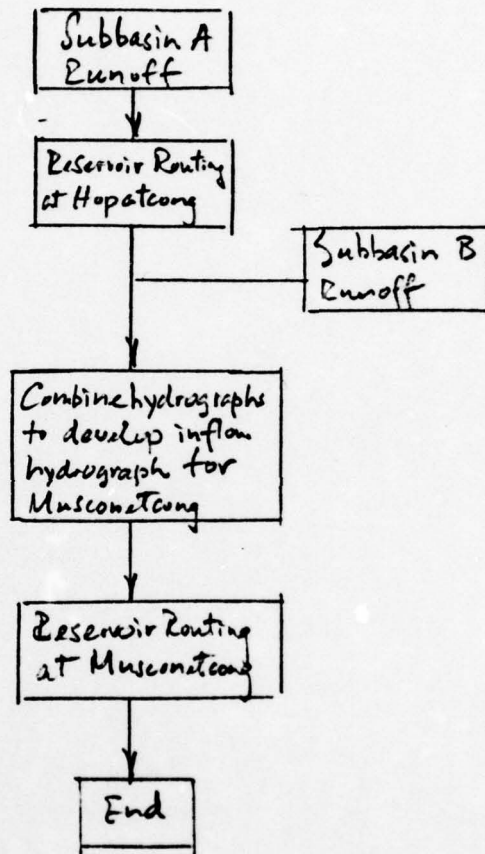 Subbasin A
Runoff
Reservoir Routing
at Hopatcong
Subbasin B
Runoff
Combine hydrographs
to develop inflow
hydrograph for
Musconetcong
Reservoir Routing
at Musconetcong
End